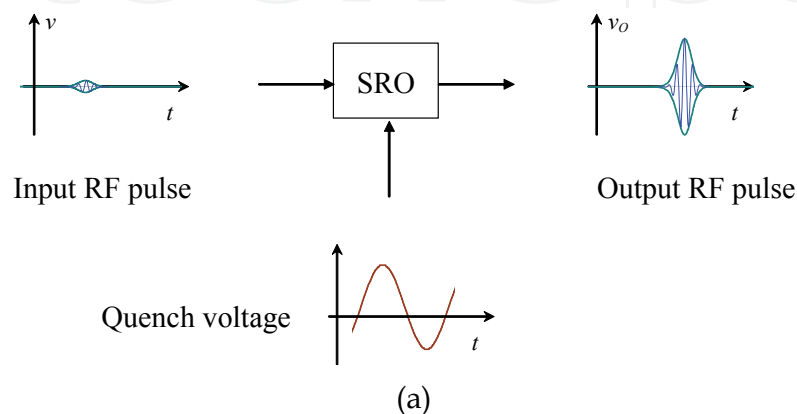 v
t
Input RF pulse
SRO
vO
t
Output RF pulse
Quench voltage
t
(a)